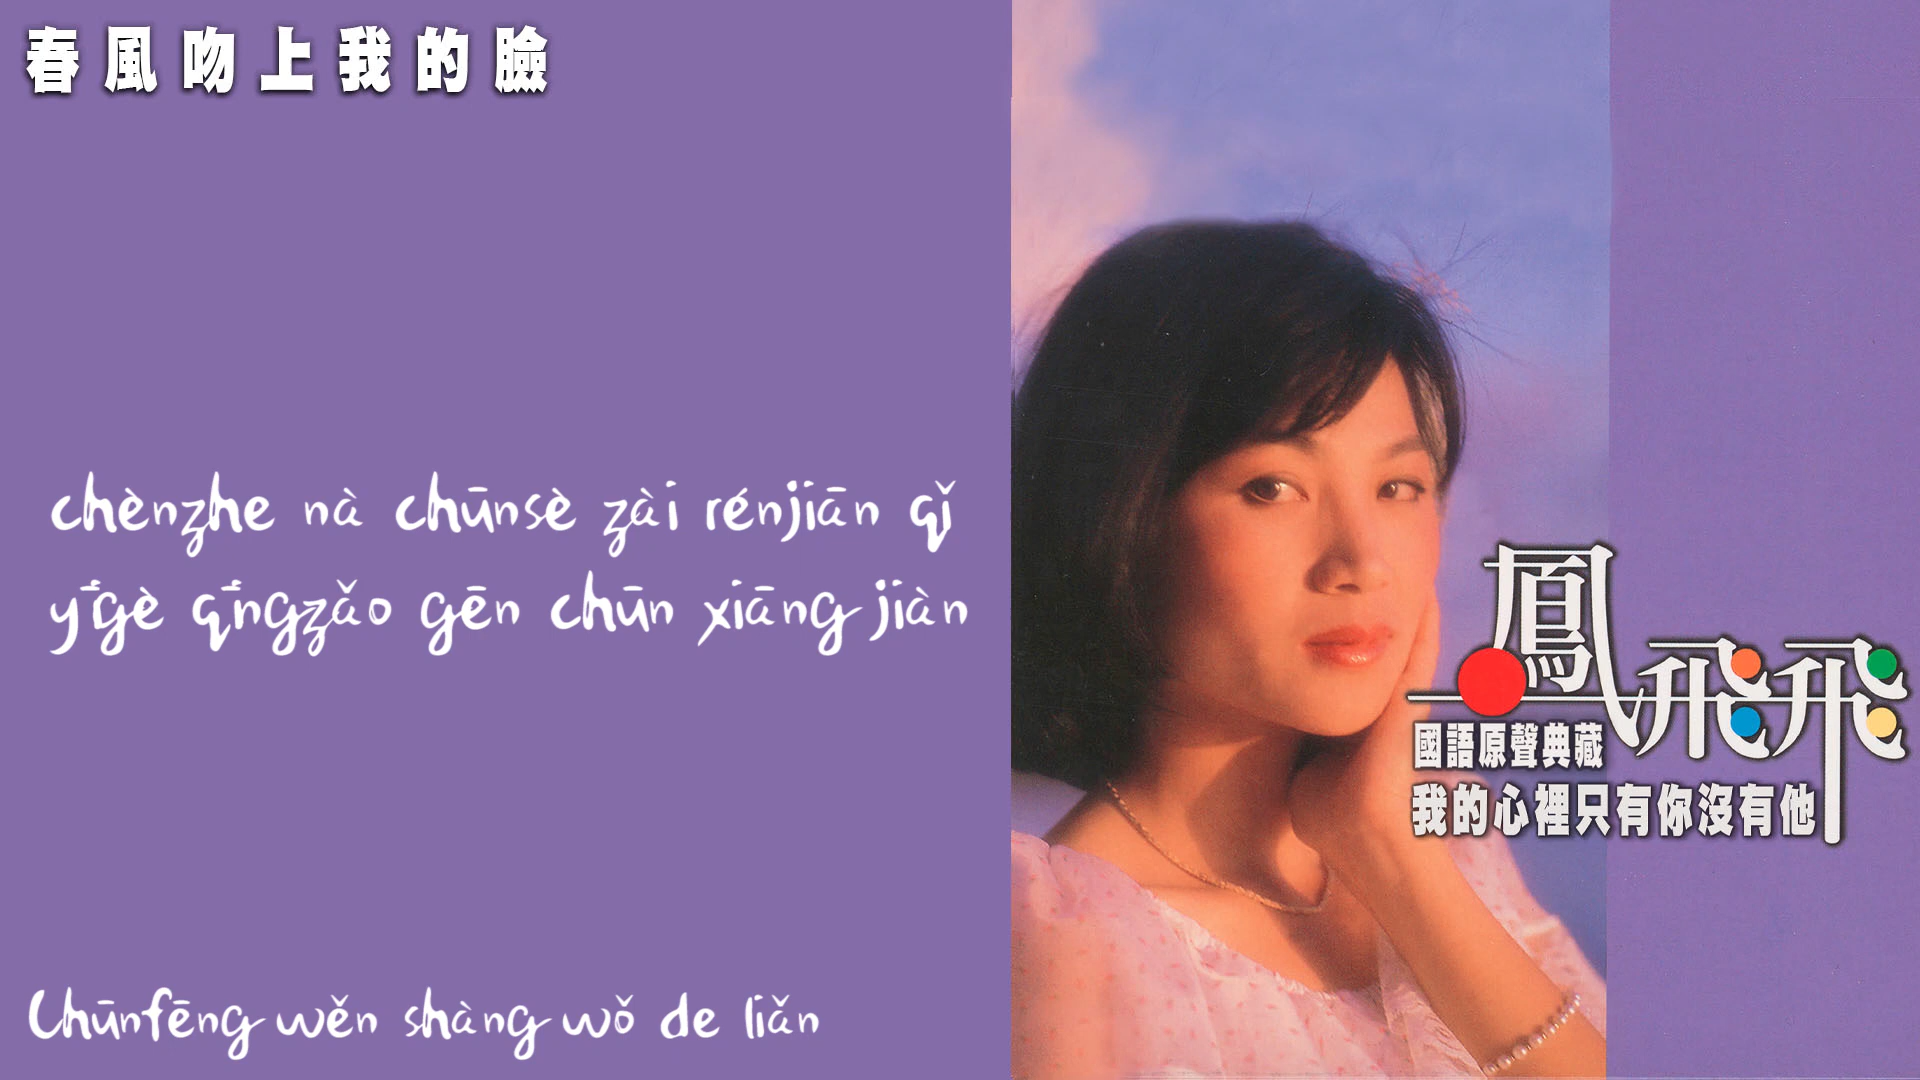 春風吻上我的臉
chènzhe nà chūnsè zài rénjiān qǐ
yīgè qīngzǎo gēn chūn xiāng jiàn
Chūnfēng wěn shàng wǒ de liǎn
鳳飛飛
國語原聲典藏
我的心裡只有你沒有他